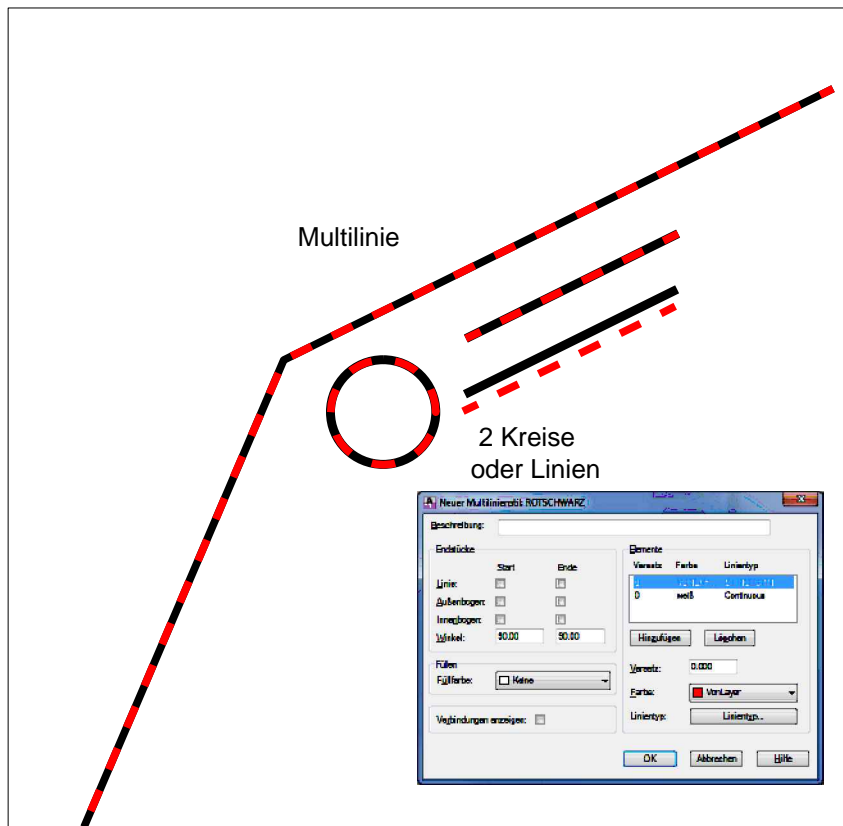 Multilinie
2 Kreise
oder Linien
Neuer Multilinienstil: ROTSCHWARZ
Beschreibung:
Endstücke
Start Ende
Linie:
Außenbogen:
Innenbogen:
Winkel: 90.00 90.00
Füllen
Füllfarbe: Keine
Verbindungen anzeigen:
Elemente
Versatz Farbe Linientyp
0 weiß Continuous
Hinzufügen Löschen
Versatz: 0.000
Farbe: VonLayer
Linientyp: Linientyp...
OK Abbrechen Hilfe